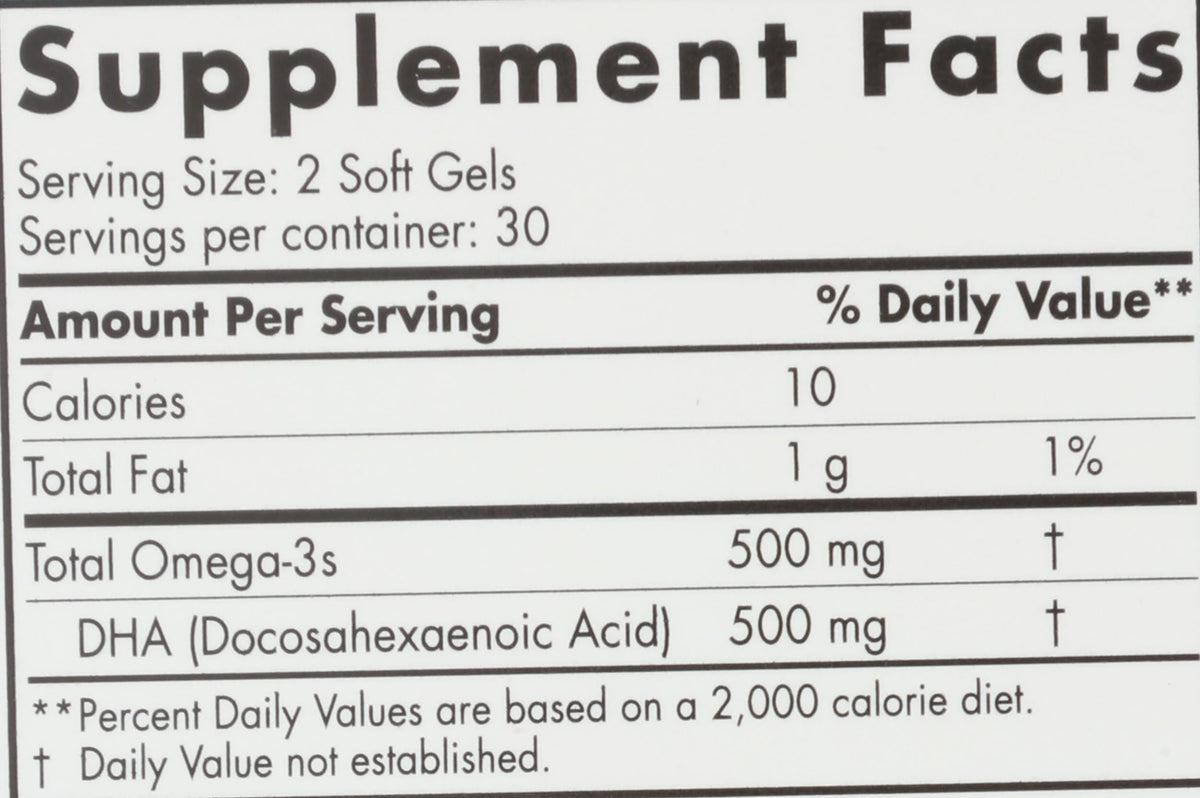 Supplement Facts
Serving Size: 2 Soft Gels
Servings per container: 30
Amount Per Serving % Daily Value**
Calories 10
Total Fat 1 g 1%
Total Omega-3s 500 mg †
DHA (Docosahexaenoic Acid) 500 mg †
**Percent Daily Values are based on a 2,000 calorie diet.
† Daily Value not established.